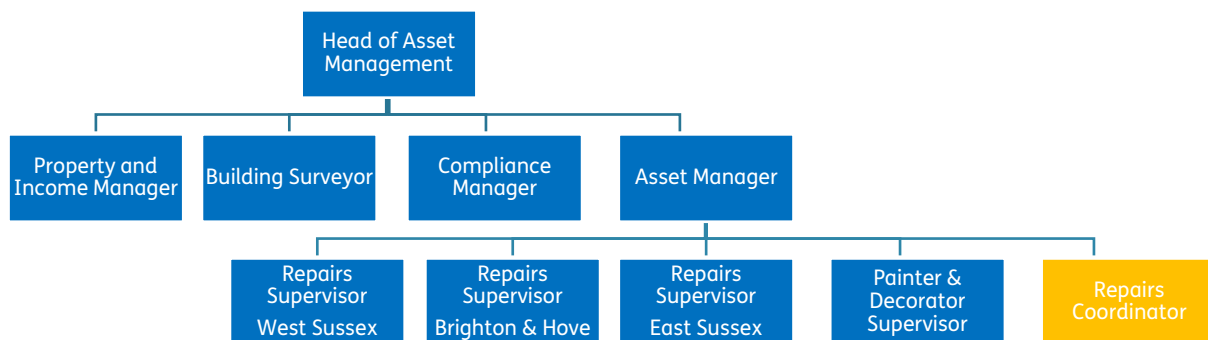 Head of Asset
Management
Property and
Income Manager
Building Surveyor
Compliance
Manager
Asset Manager
Repairs
Supervisor
West Sussex
Repairs
Supervisor
Brighton & Hove
Repairs
Supervisor
East Sussex
Painter &
Decorator
Supervisor
Repairs
Coordinator